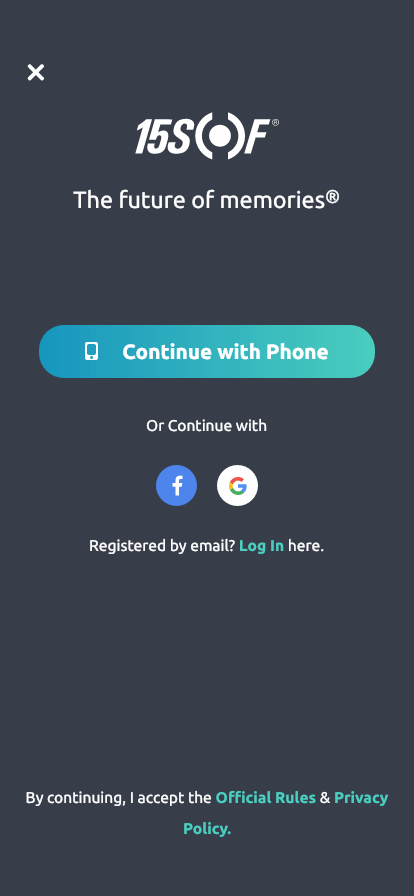 15SOF®
The future of memories®
Continue with Phone
Or Continue with
Registered by email? Log In here.
By continuing, I accept the Official Rules & Privacy
Policy.